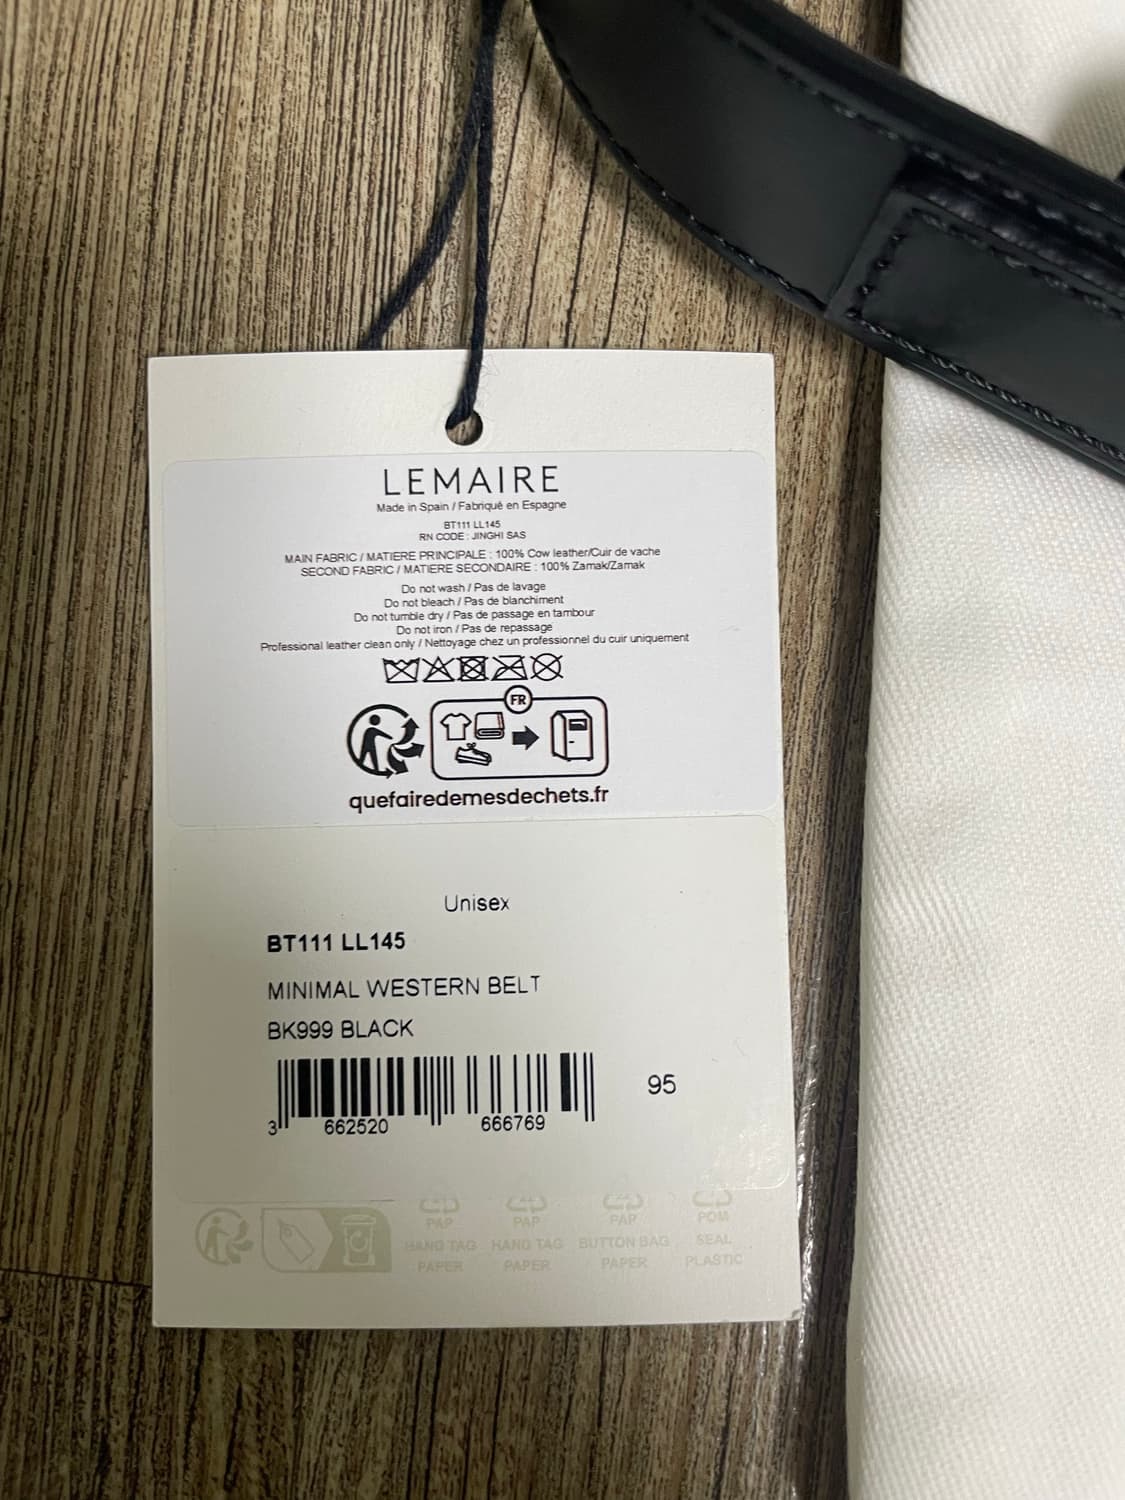 LEMAIRE
Made in Spain / Fabriqué en Espagne
BT111 LL145
RN CODE : JINGHI SAS
MAIN FABRIC / MATIERE PRINCIPALE : 100% Cow leather/Cuir de vache
SECOND FABRIC / MATIERE SECONDAIRE : 100% Zamak/Zamak
Do not wash / Pas de lavage
Do not bleach / Pas de blanchiment
Do not tumble dry / Pas de passage en tambour
Do not iron / Pas de repassage
Professional leather clean only / Nettoyage chez un professionnel du cuir uniquement
FR
quefairedemesdechets.fr
Unisex
BT111 LL145
MINIMAL WESTERN BELT
BK999 BLACK
95
3 662520 666769
PAP PAP PAP POM
HAND TAG HAND TAG BUTTON BAG SEAL
PAPER PAPER PAPER PLASTIC